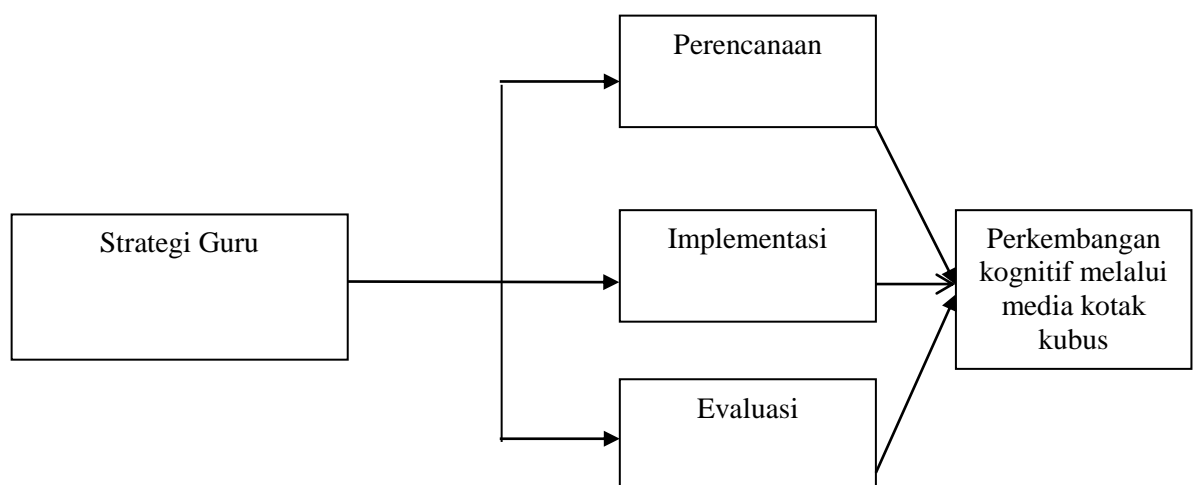 Perencanaan
Strategi Guru
Implementasi
Perkembangan
kognitif melalui
media kotak
kubus
Evaluasi